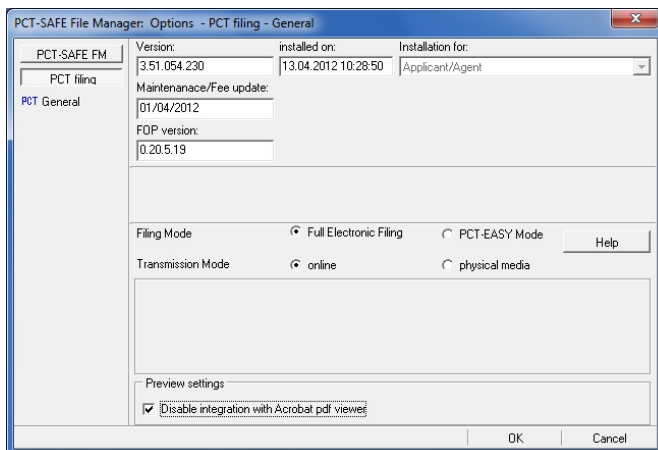 PCT-SAFE File Manager: Options - PCT filing - General
PCT-SAFE FM
PCT filing
PCT General
Version: installed on: Installation for:
3.51.054.230 13.04.2012 10:28:50 Applicant/Agent
Maintenanace/Fee update:
01/04/2012
FOP version:
0.20.5.19
Filing Mode Full Electronic Filing PCT-EASY Mode Help
Transmission Mode online physical media
Preview settings
Disable integration with Acrobat pdf viewer
OK Cancel